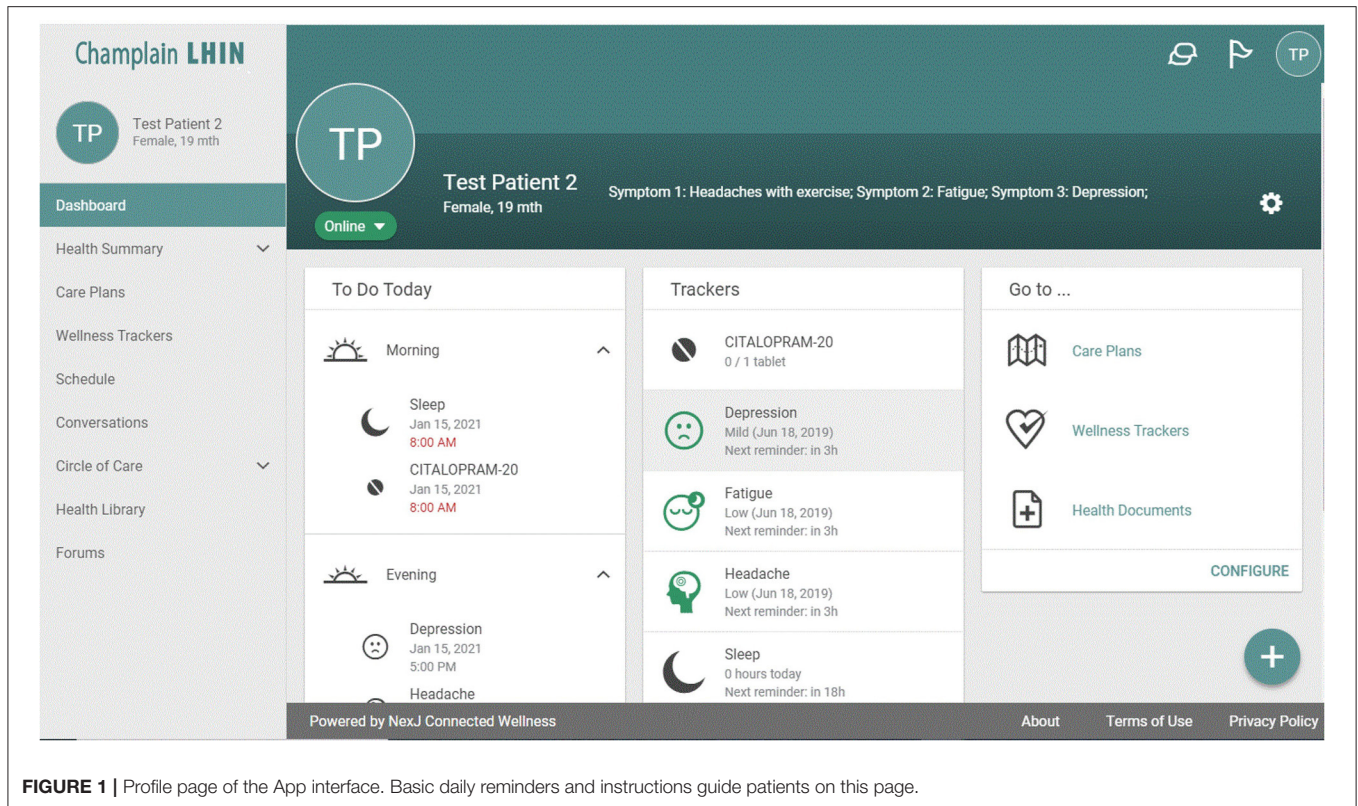 Champlain LHIN
TP
TP
Test Patient 2
Female, 19 mth
Dashboard
Health Summary
Care Plans
Wellness Trackers
Schedule
Conversations
Circle of Care
Health Library
Forums
TP
Online
Test Patient 2
Female, 19 mth
Symptom 1: Headaches with exercise; Symptom 2: Fatigue; Symptom 3: Depression;
To Do Today
Morning
Sleep
Jan 15, 2021
8:00 AM
CITALOPRAM-20
Jan 15, 2021
8:00 AM
Evening
Depression
Jan 15, 2021
5:00 PM
Headache
Trackers
CITALOPRAM-20
0 / 1 tablet
Depression
Mild (Jun 18, 2019)
Next reminder: in 3h
Fatigue
Low (Jun 18, 2019)
Next reminder: in 3h
Headache
Low (Jun 18, 2019)
Next reminder: in 3h
Sleep
0 hours today
Next reminder: in 18h
Go to ...
Care Plans
Wellness Trackers
Health Documents
CONFIGURE
Powered by NexJ Connected Wellness
About Terms of Use Privacy Policy
FIGURE 1 | Profile page of the App interface. Basic daily reminders and instructions guide patients on this page.